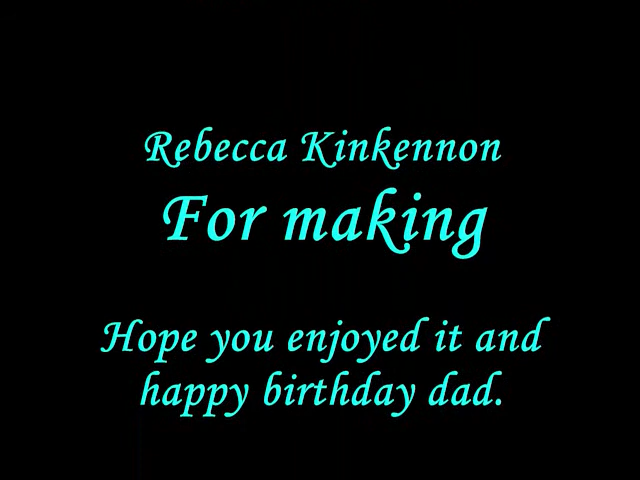 Rebecca Kinkennon
For making
Hope you enjoyed it and
happy birthday dad.